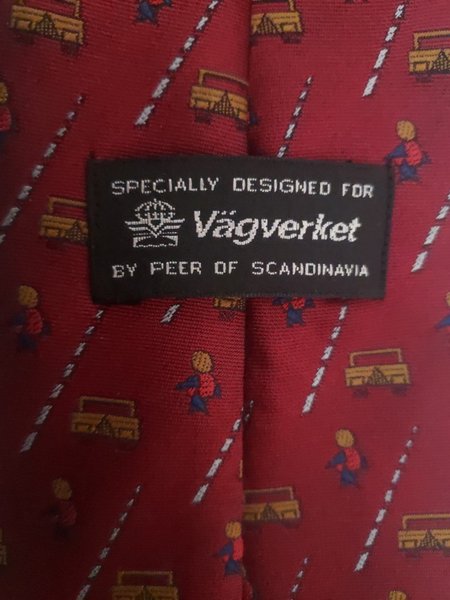 SPECIALLY DESIGNED FOR
Vägverket
BY PEER OF SCANDINAVIA